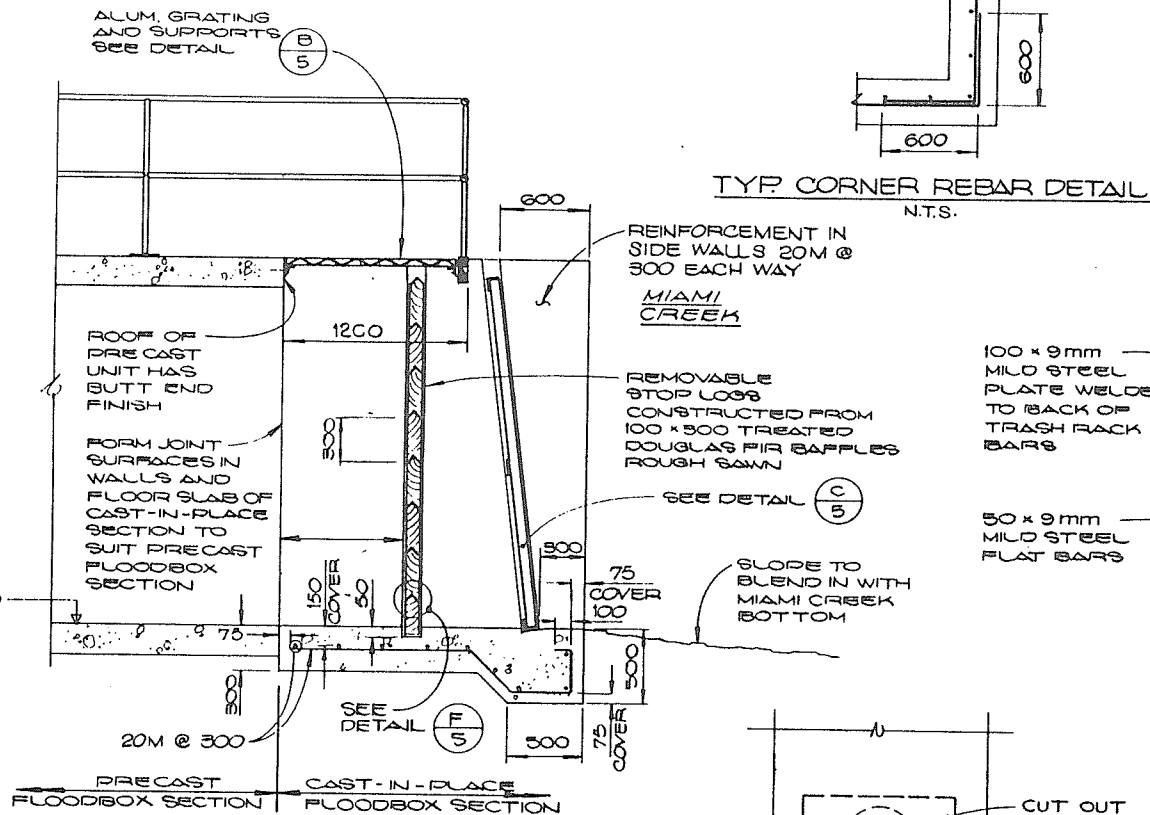 ALUM. GRATING
AND SUPPORTS
SEE DETAIL
B
5
600
600
TYP. CORNER REBAR DETAIL
N.T.S.
600
REINFORCEMENT IN
SIDE WALLS 20M @
300 EACH WAY
MIAMI
CREEK
1200
ROOF OF
PRECAST
UNIT HAS
BUTT END
FINISH
REMOVABLE
STOP LOGS
CONSTRUCTED FROM
100 x 300 TREATED
DOUGLAS FIR BAFFLES
ROUGH SAWN
100 x 9mm
MILD STEEL
PLATE WELDE
TO BACK OF
TRASH RACK
BARS
300
FORM JOINT
SURFACES IN
WALLS AND
FLOOR SLAB OF
CAST-IN-PLACE
SECTION TO
SUIT PRECAST
FLOODBOX
SECTION
SEE DETAIL
C
5
50 x 9mm
MILD STEEL
FLAT BARS
300
75
COVER
100
SLOPE TO
BLEND IN WITH
MIAMI CREEK
BOTTOM
150
COVER
50
75
300
500
SEE
DETAIL
F
5
500
75
COVER
20M @ 300
PRECAST
FLOODBOX SECTION
CAST-IN-PLACE
FLOODBOX SECTION
CUT OUT